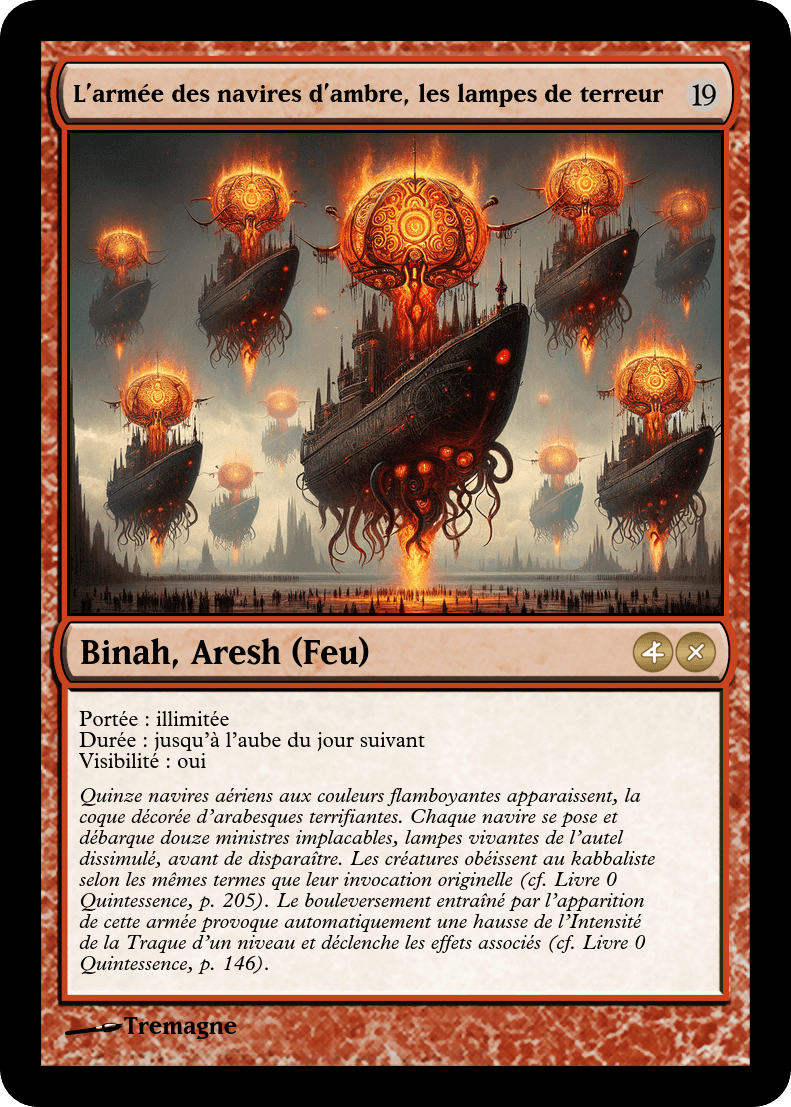 L'armée des navires d'ambre, les lampes de terreur 19
Binah, Aresh (Feu)
Portée : illimitée
Durée : jusqu'à l'aube du jour suivant
Visibilité : oui
Quinze navires aériens aux couleurs flamboyantes apparaissent, la
coque décorée d'arabesques terrifiantes. Chaque navire se pose et
débarque douze ministres implacables, lampes vivantes de l'autel
dissimulé, avant de disparaître. Les créatures obéissent au kabbaliste
selon les mêmes termes que leur invocation originelle (cf. Livre 0
Quintessence, p. 205). Le bouleversement entraîné par l'apparition
de cette armée provoque automatiquement une hausse de l'Intensité
de la Traque d'un niveau et déclenche les effets associés (cf. Livre 0
Quintessence, p. 146).
Tremagne